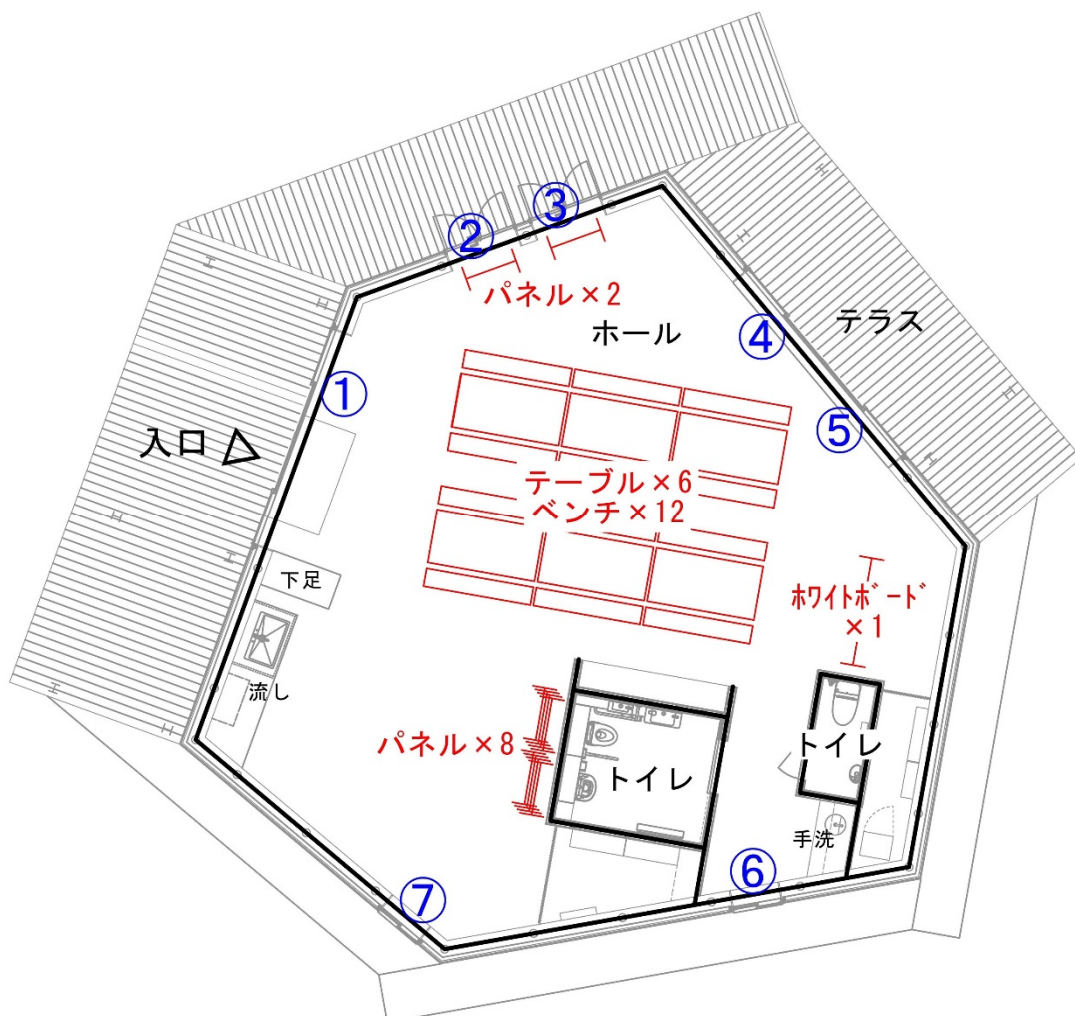 ③
②
パネル×2
ホール
④
テラス
①
⑤
入口
テーブル×6
ベンチ×12
下足
ホワイトボード
×1
流し
パネル×8
トイレ
トイレ
手洗
⑥
⑦